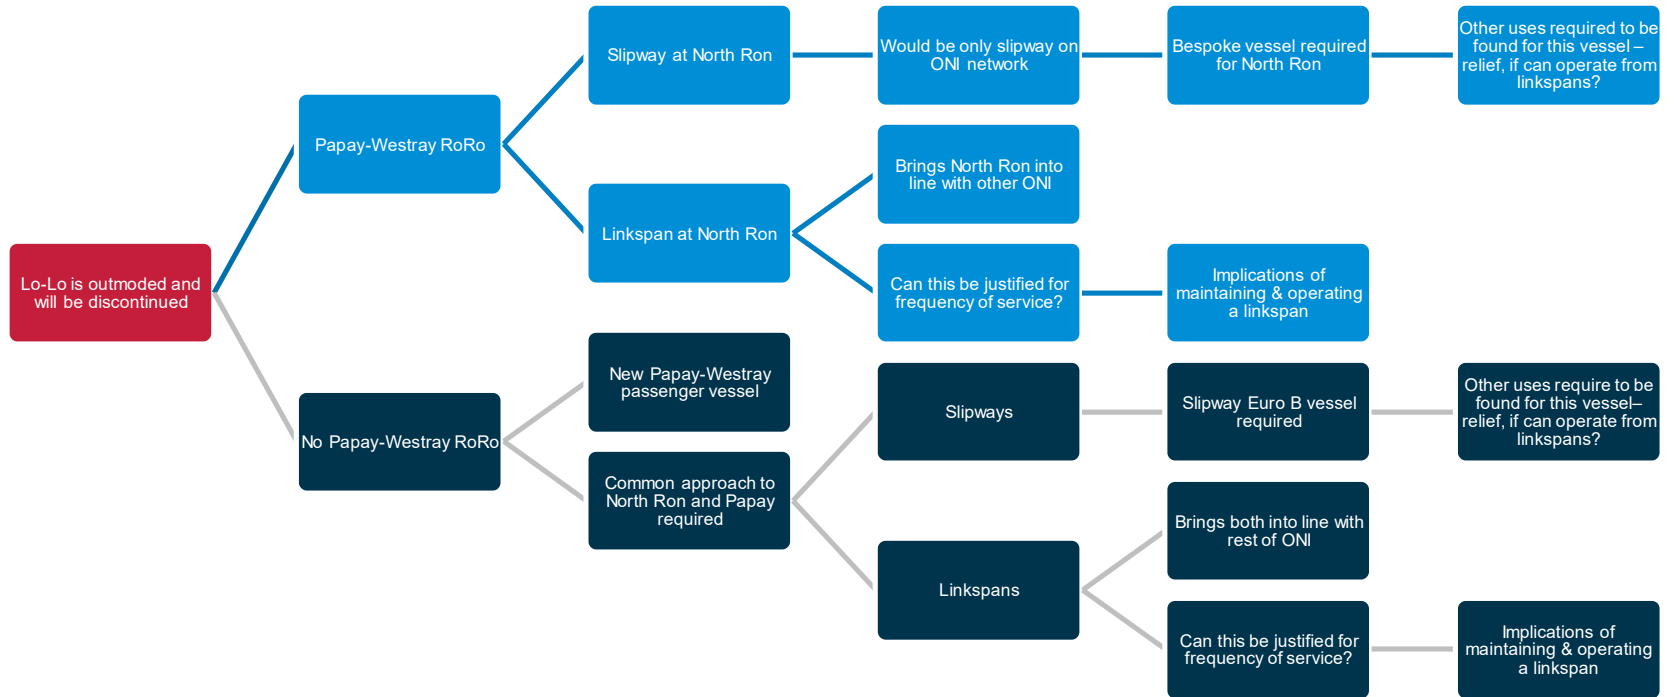 Lo-Lo is outmoded and
will be discontinued
Papay-Westray RoRo
Slipway at North Ron
Would be only slipway on
ONI network
Bespoke vessel required
for North Ron
Other uses required to be
found for this vessel –
relief, if can operate from
linkspans?
Linkspan at North Ron
Brings North Ron into
line with other ONI
Can this be justified for
frequency of service?
Implications of
maintaining & operating
a linkspan
No Papay-Westray RoRo
New Papay-Westray
passenger vessel
Common approach to
North Ron and Papay
required
Slipways
Slipway Euro B vessel
required
Other uses require to be
found for this vessel–
relief, if can operate from
linkspans?
Linkspans
Brings both into line with
rest of ONI
Can this be justified for
frequency of service?
Implications of
maintaining & operating
a linkspan